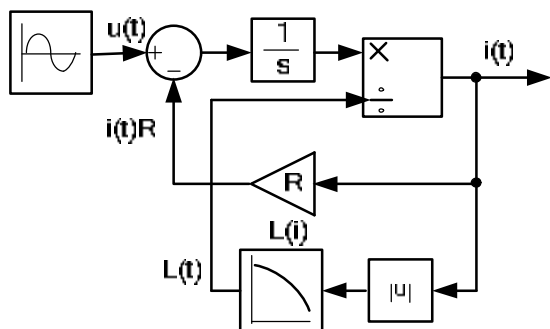 u(t)
+
−
1
s
×
÷
i(t)
i(t)R
R
L(i)
L(t)
|u|